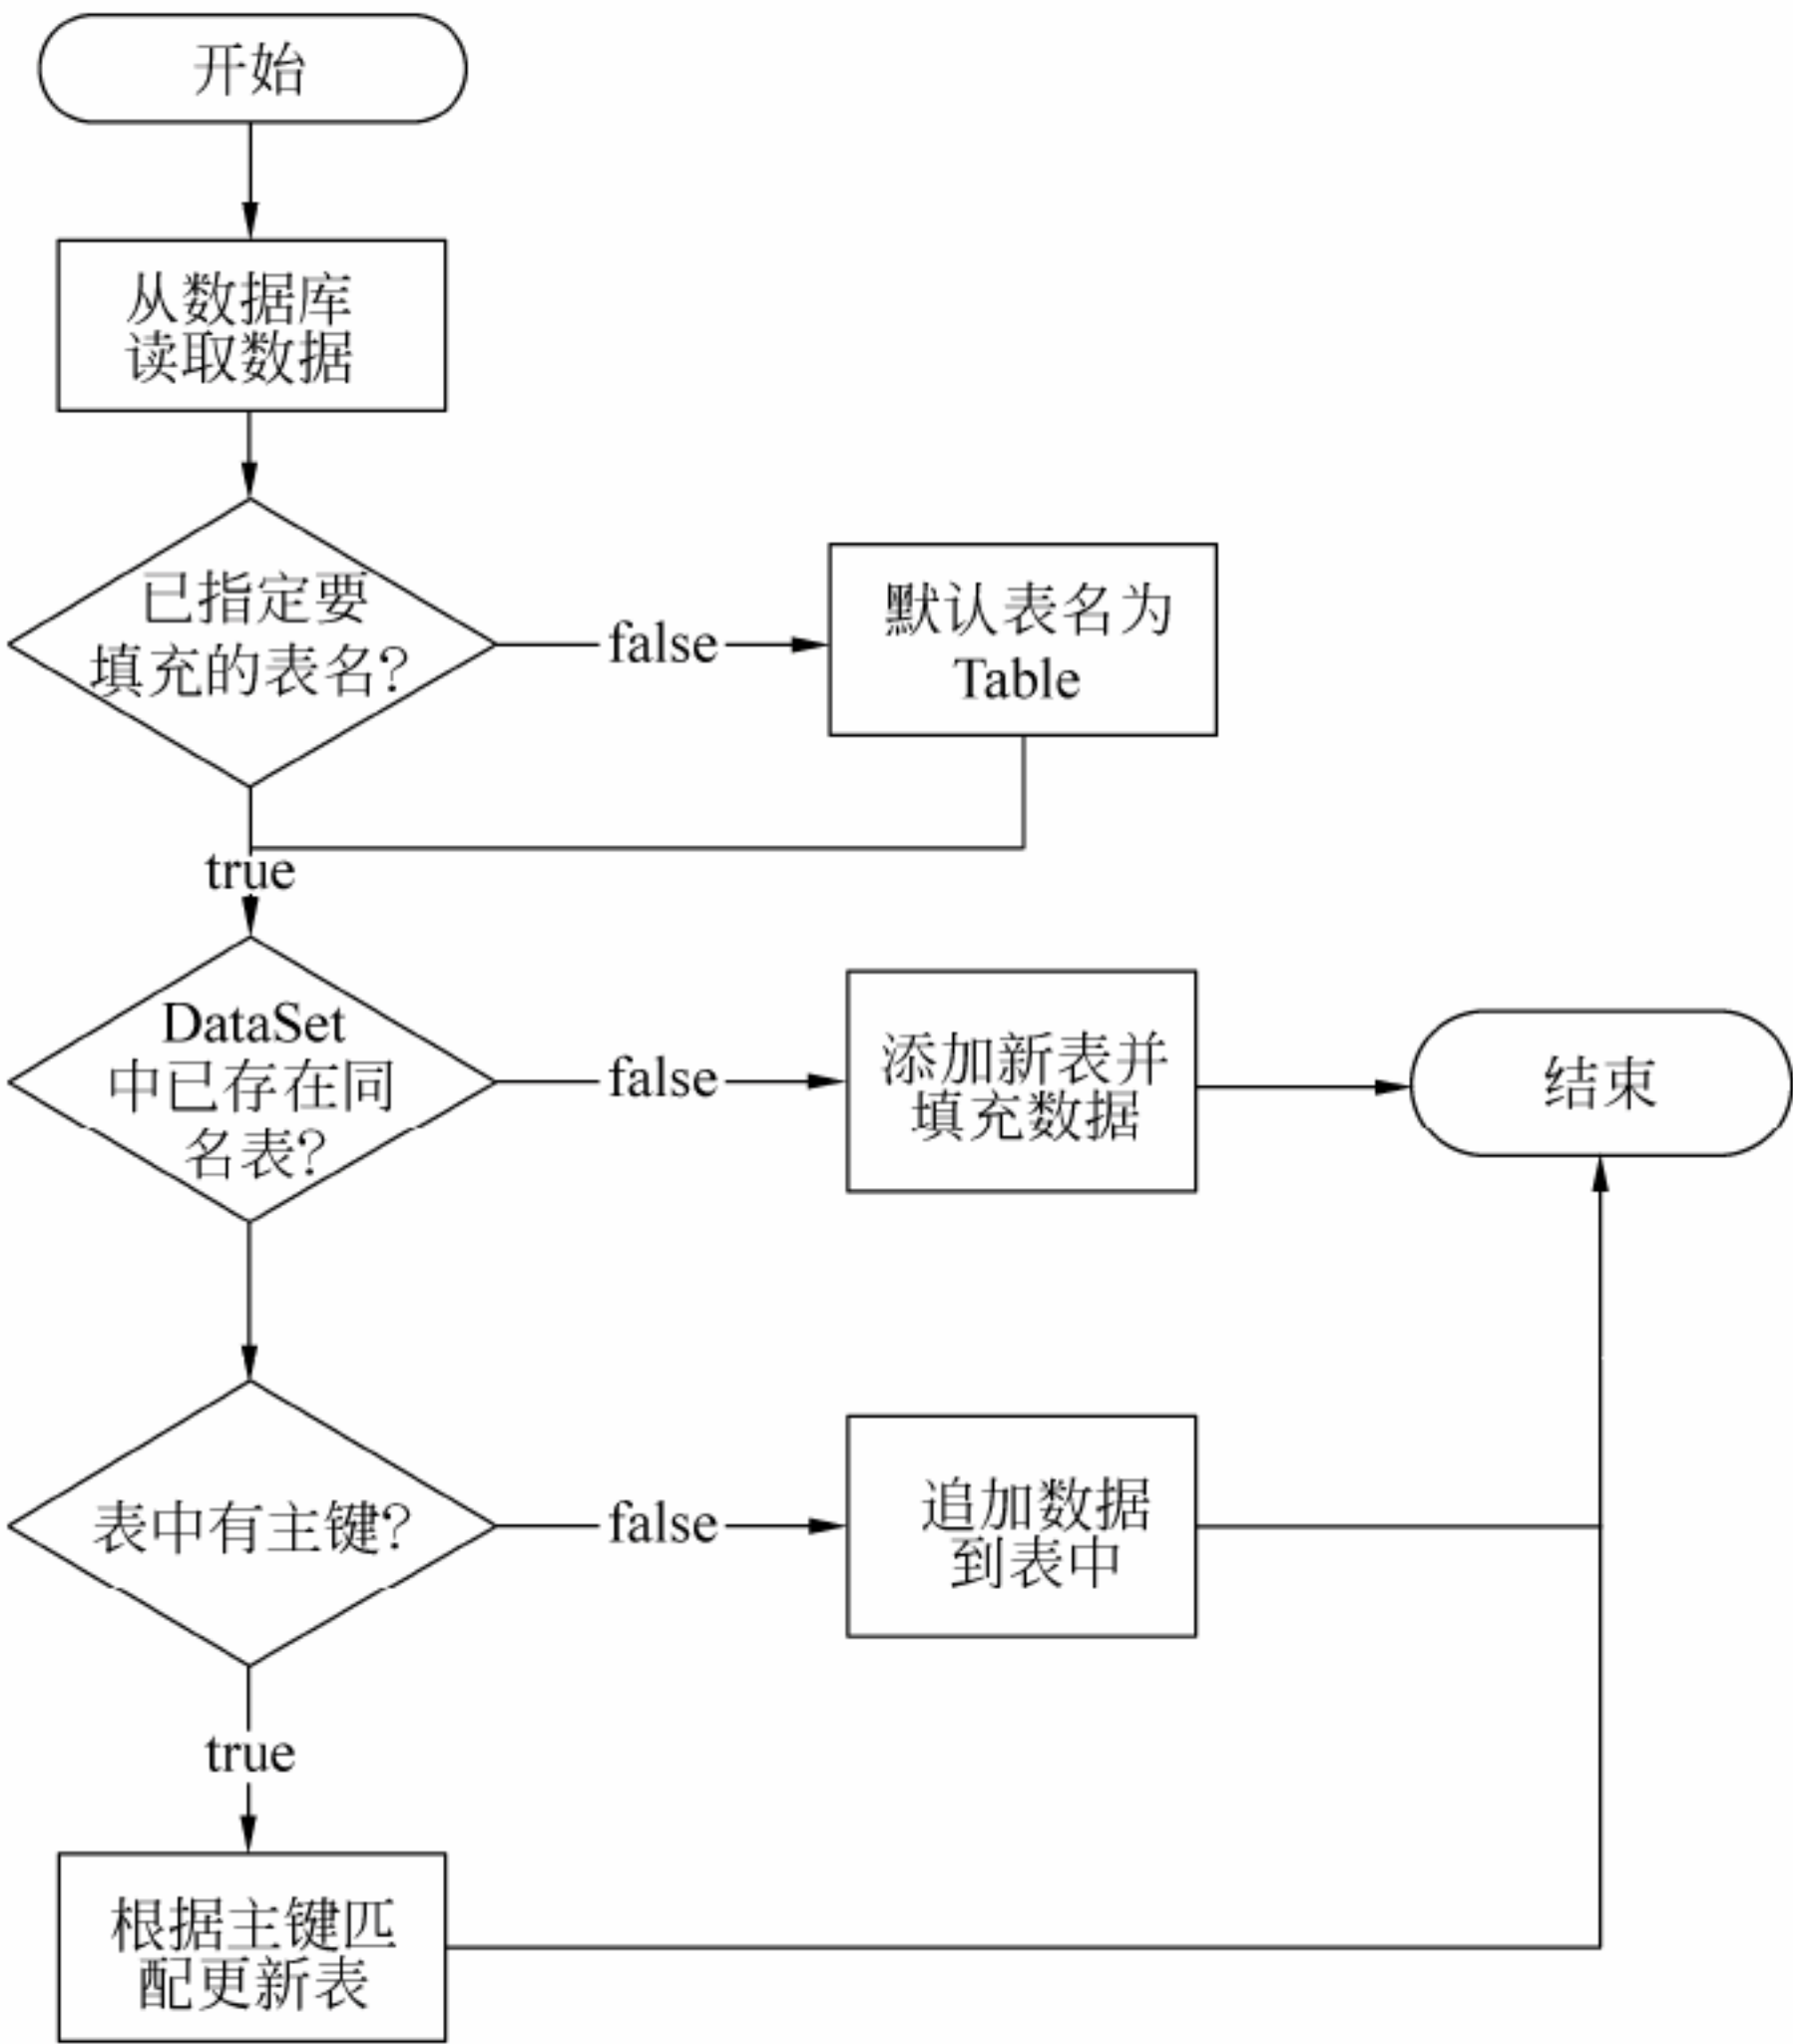 开始
从数据库
读取数据
已指定要
填充的表名?
false
默认表名为
Table
true
DataSet
中已存在同
名表?
false
添加新表并
填充数据
结束
表中有主键?
false
追加数据
到表中
true
根据主键匹
配更新表